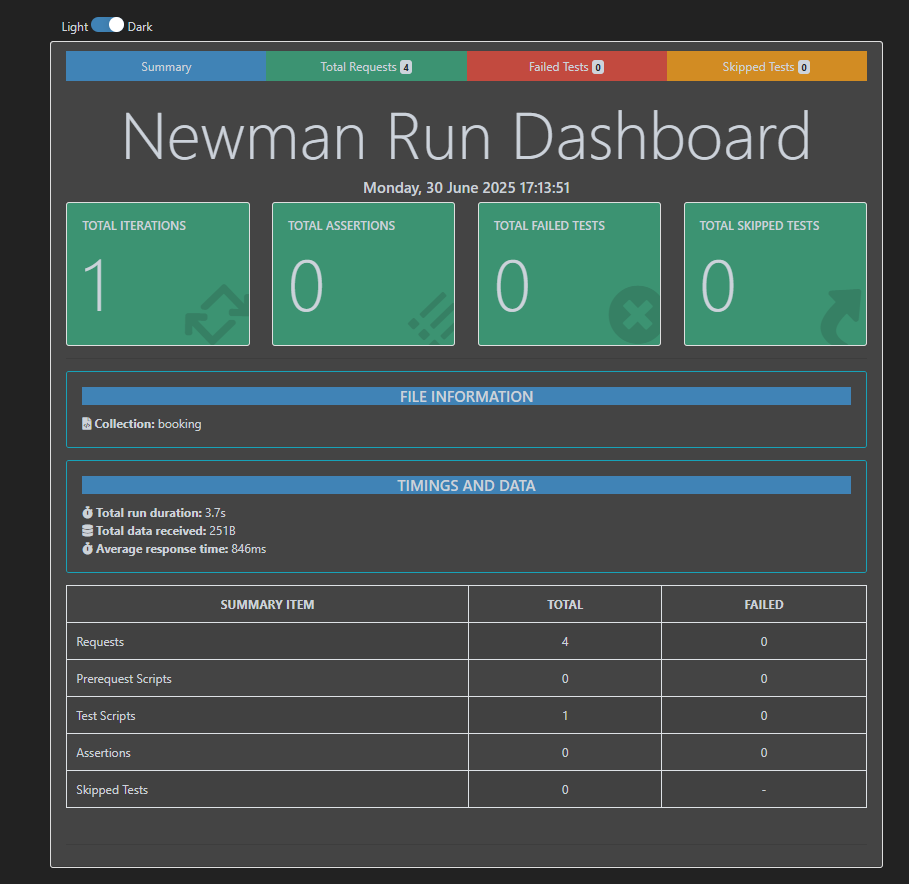 Light Dark
Summary Total Requests 4 Failed Tests 0 Skipped Tests 0
Newman Run Dashboard
Monday, 30 June 2025 17:13:51
TOTAL ITERATIONS TOTAL ASSERTIONS TOTAL FAILED TESTS TOTAL SKIPPED TESTS
1 0 0 0
FILE INFORMATION
Collection: booking
TIMINGS AND DATA
Total run duration: 3.7s
Total data received: 251B
Average response time: 846ms
SUMMARY ITEM TOTAL FAILED
Requests 4 0
Prerequest Scripts 0 0
Test Scripts 1 0
Assertions 0 0
Skipped Tests 0 -